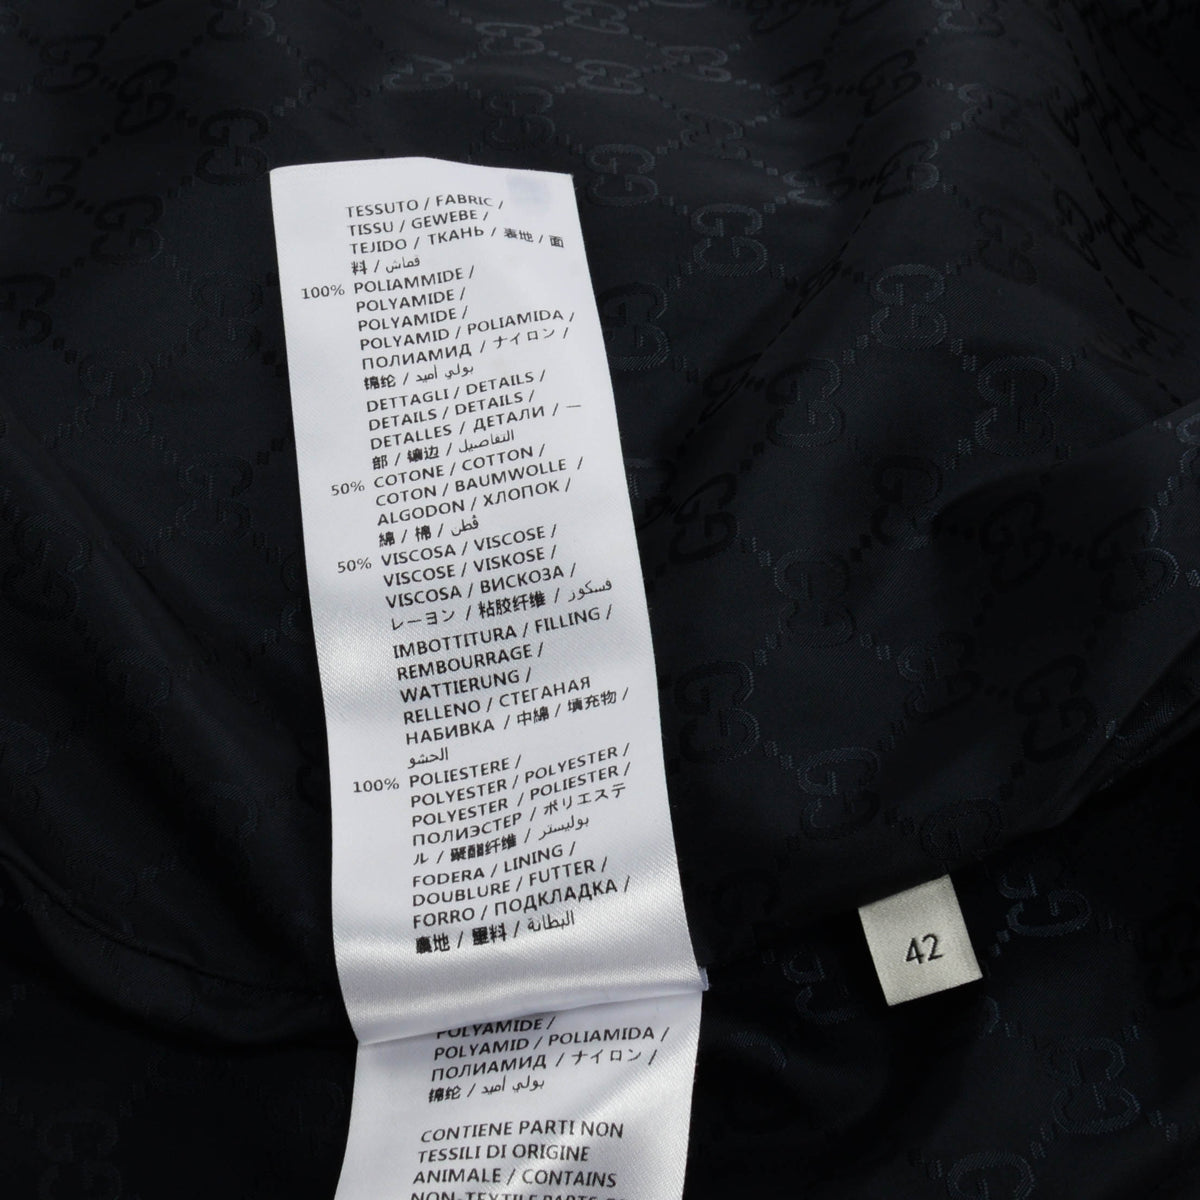 TESSUTO / FABRIC /
TISSU / GEWEBE /
TEJIDO / ТКАНЬ / 表地 / 面
料 / قماش
100% POLIAMMIDE /
POLYAMIDE /
POLYAMIDE /
POLYAMID / POLIAMIDA /
ПОЛИАМИД / ナイロン /
锦纶 / بولي أميد
DETTAGLI / DETAILS /
DETAILS / DETAILS /
DETALLES / ДЕТАЛИ / 一
部 / 镶边 / التفاصيل
50% COTONE / COTTON /
COTON / BAUMWOLLE /
ALGODON / ХЛОПОК /
綿 / 棉 / قطن
50% VISCOSA / VISCOSE /
VISCOSE / VISKOSE /
VISCOSA / ВИСКОЗА /
レーヨン / 粘胶纤维 / فسكوز
IMBOTTITURA / FILLING /
REMBOURRAGE /
WATTIERUNG /
RELLENO / СТЕГАНАЯ
НАБИВКА / 中綿 / 填充物 /
الحشو
100% POLIESTERE /
POLYESTER / POLYESTER /
POLYESTER / POLIESTER /
ПОЛИЭСТЕР / ポリエステ
ル / 聚酯纤维 / بوليستر
FODERA / LINING /
DOUBLURE / FUTTER /
FORRO / ПОДКЛАДКА /
裏地 / 里料 / البطانة
POLYAMIDE /
POLYAMID / POLIAMIDA /
ПОЛИАМИД / ナイロン /
锦纶 / بولي أميد
CONTIENE PARTI NON
TESSILI DI ORIGINE
ANIMALE / CONTAINS
NON-TEXTILE PARTS
42